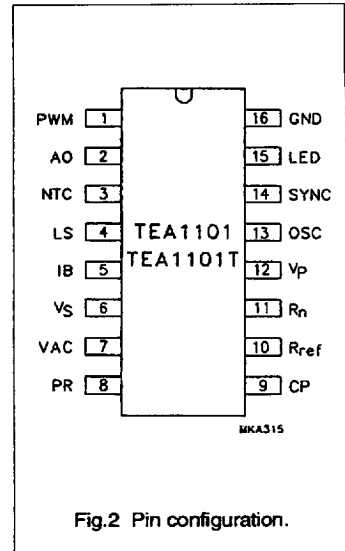 PWM 1 16 GND
AO 2 15 LED
NTC 3 14 SYNC
LS 4 TEA1101 13 OSC
IB 5 TEA1101T 12 VP
VS 6 11 Rn
VAC 7 10 Rref
PR 8 9 CP
MKA315
Fig.2 Pin configuration.